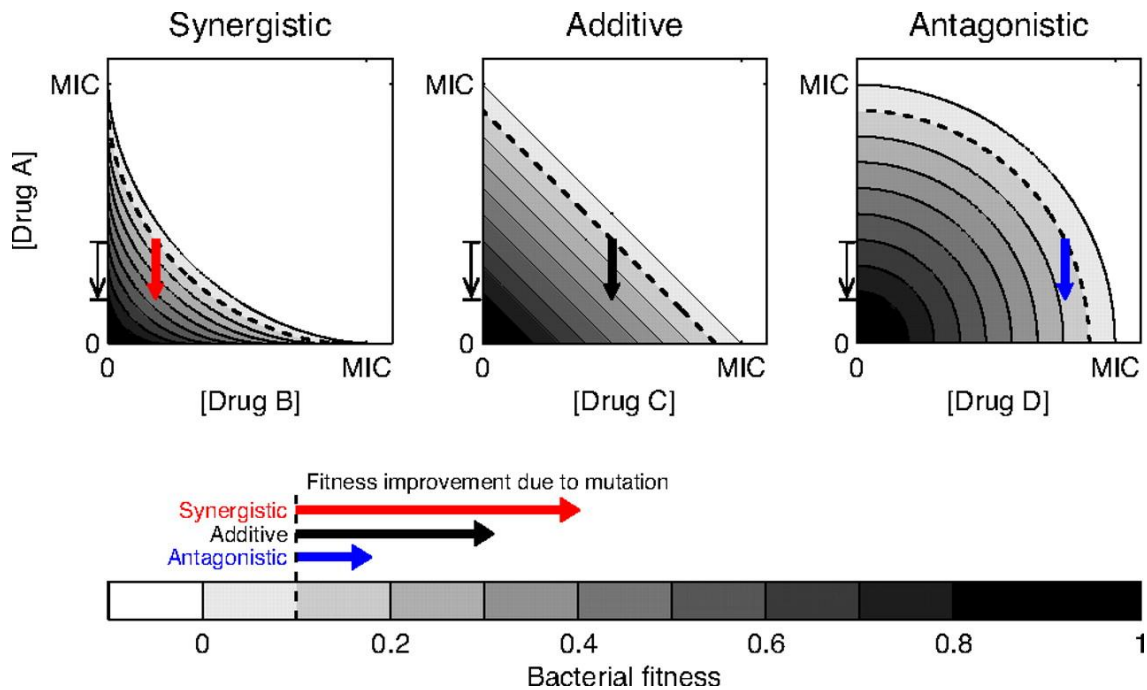 Synergistic
Additive
Antagonistic
MIC
MIC
MIC
[Drug A]
0
0
0
0
MIC
0
MIC
0
MIC
[Drug B]
[Drug C]
[Drug D]
Fitness improvement due to mutation
Synergistic
Additive
Antagonistic
0
0.2
0.4
0.6
0.8
1
Bacterial fitness